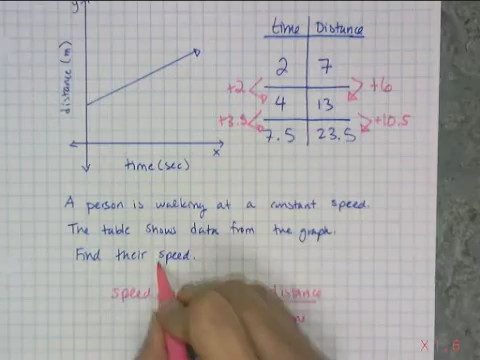 y
distance (m)
x
time (sec)
time Distance
2 7
4 13
7.5 23.5
+2 +6
+3.5 +10.5
A person is walking at a constant speed.
The table shows data from the graph.
Find their speed.
speed distance